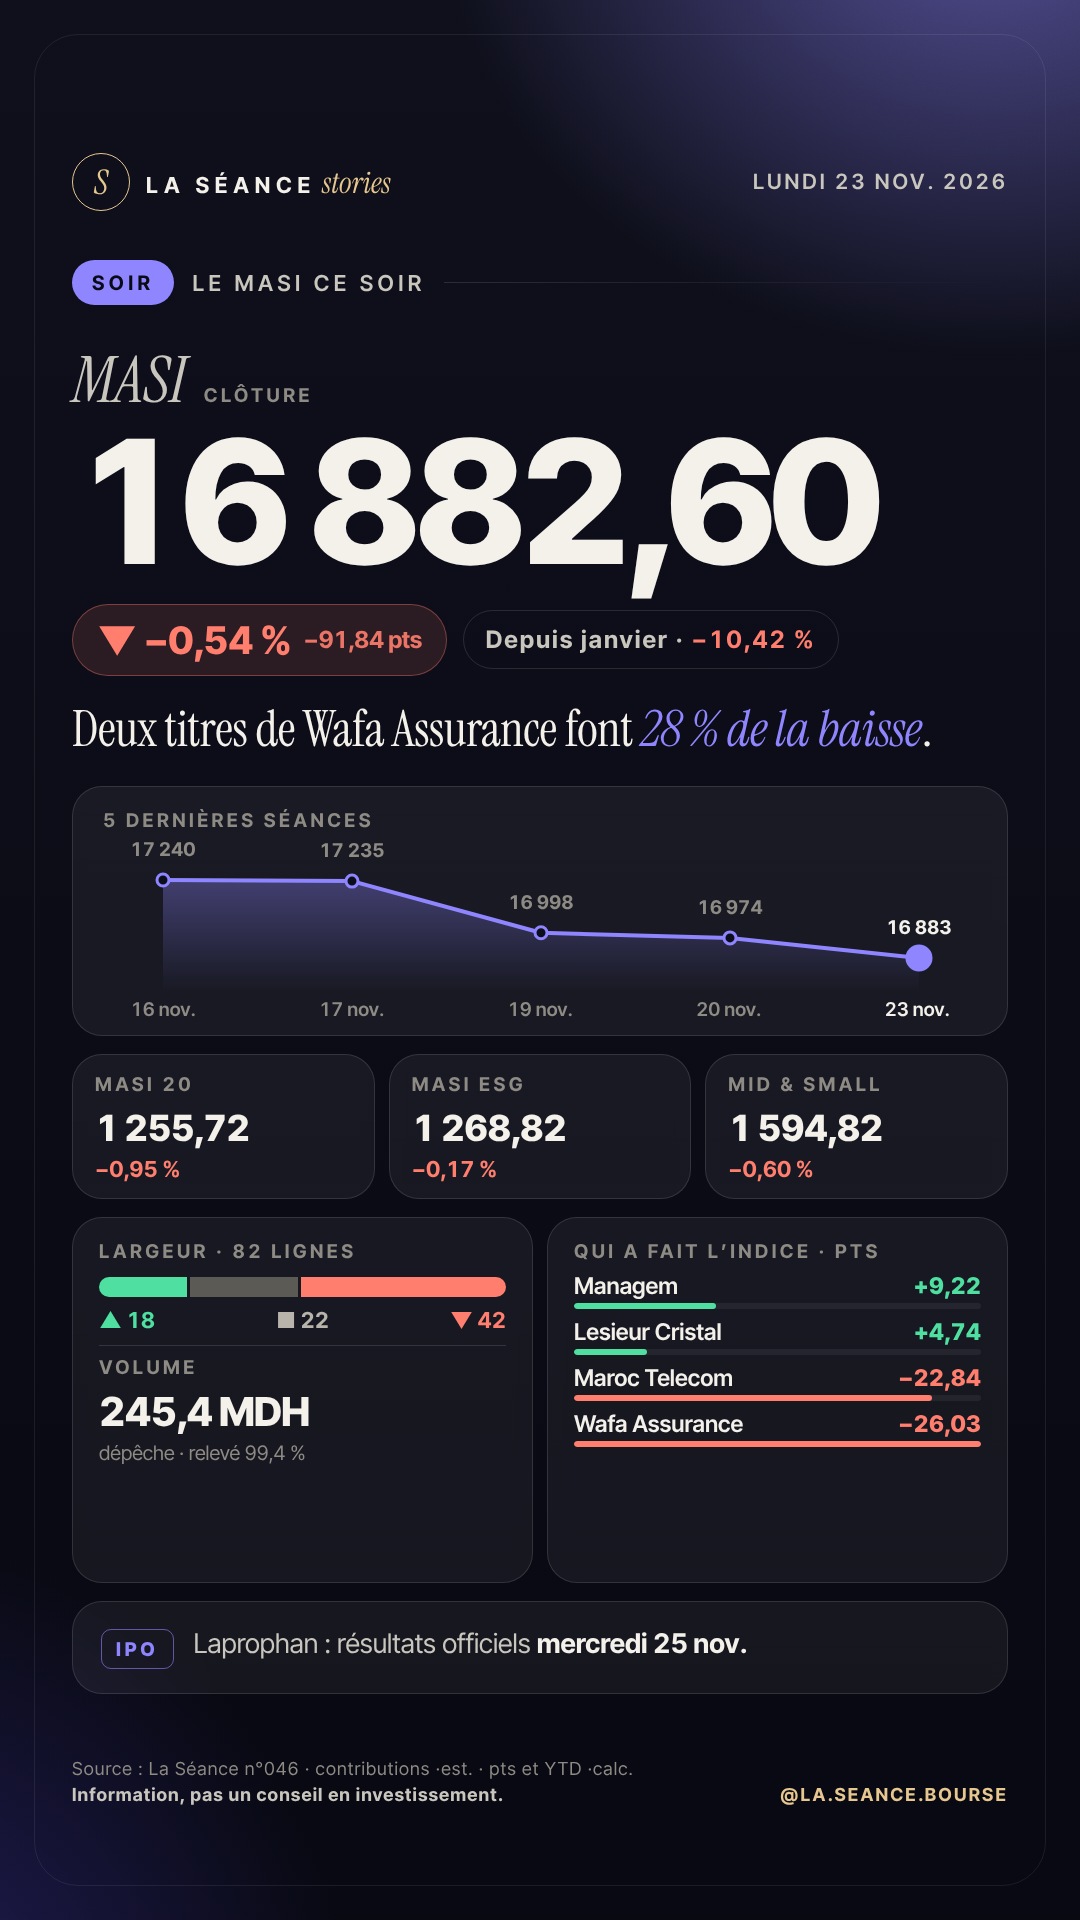 S LA SÉANCE stories
LUNDI 23 NOV. 2026
SOIR LE MASI CE SOIR
MASI CLÔTURE
16 882,60
▼ −0,54 % −91,84 pts
Depuis janvier · −10,42 %
Deux titres de Wafa Assurance font 28 % de la baisse.
5 DERNIÈRES SÉANCES
17 240 17 235 16 998 16 974 16 883
16 nov. 17 nov. 19 nov. 20 nov. 23 nov.
MASI 20
1 255,72
−0,95 %
MASI ESG
1 268,82
−0,17 %
MID & SMALL
1 594,82
−0,60 %
LARGEUR · 82 LIGNES
▲ 18 ■ 22 ▼ 42
VOLUME
245,4 MDH
dépêche · relevé 99,4 %
QUI A FAIT L’INDICE · PTS
Managem +9,22
Lesieur Cristal +4,74
Maroc Telecom −22,84
Wafa Assurance −26,03
IPO Laprophan : résultats officiels mercredi 25 nov.
Source : La Séance n°046 · contributions ·est. · pts et YTD ·calc.
Information, pas un conseil en investissement.
@LA.SEANCE.BOURSE